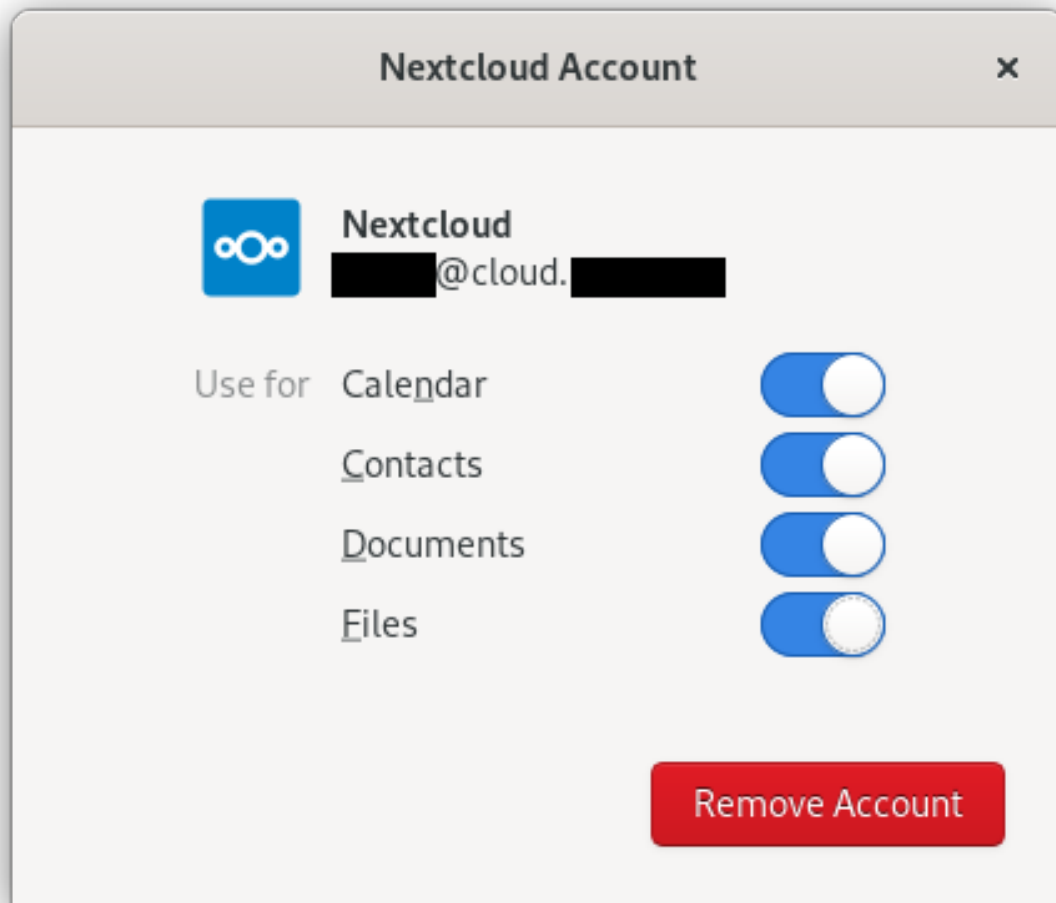 Nextcloud Account
Nextcloud
@cloud.
Use for Calendar
Contacts
Documents
Files
Remove Account